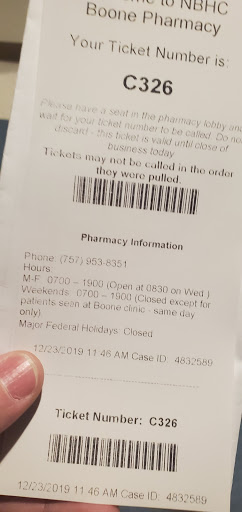 to NBHC
Boone Pharmacy
Your Ticket Number is:
C326
Please have a seat in the pharmacy lobby and
wait for your ticket number to be called. Do not
discard - this ticket is valid until close of
business today
Tickets may not be called in the order
they were pulled.
Pharmacy Information
Phone: (757) 953-8351
Hours:
M-F 0700 - 1900 (Open at 0830 on Wed )
Weekends: 0700 - 1900 (Closed except for
patients seen at Boone clinic - same day
only)
Major Federal Holidays: Closed
12/23/2019 11:46 AM Case ID: 4832589
Ticket Number: C326
12/23/2019 11:46 AM Case ID: 4832589